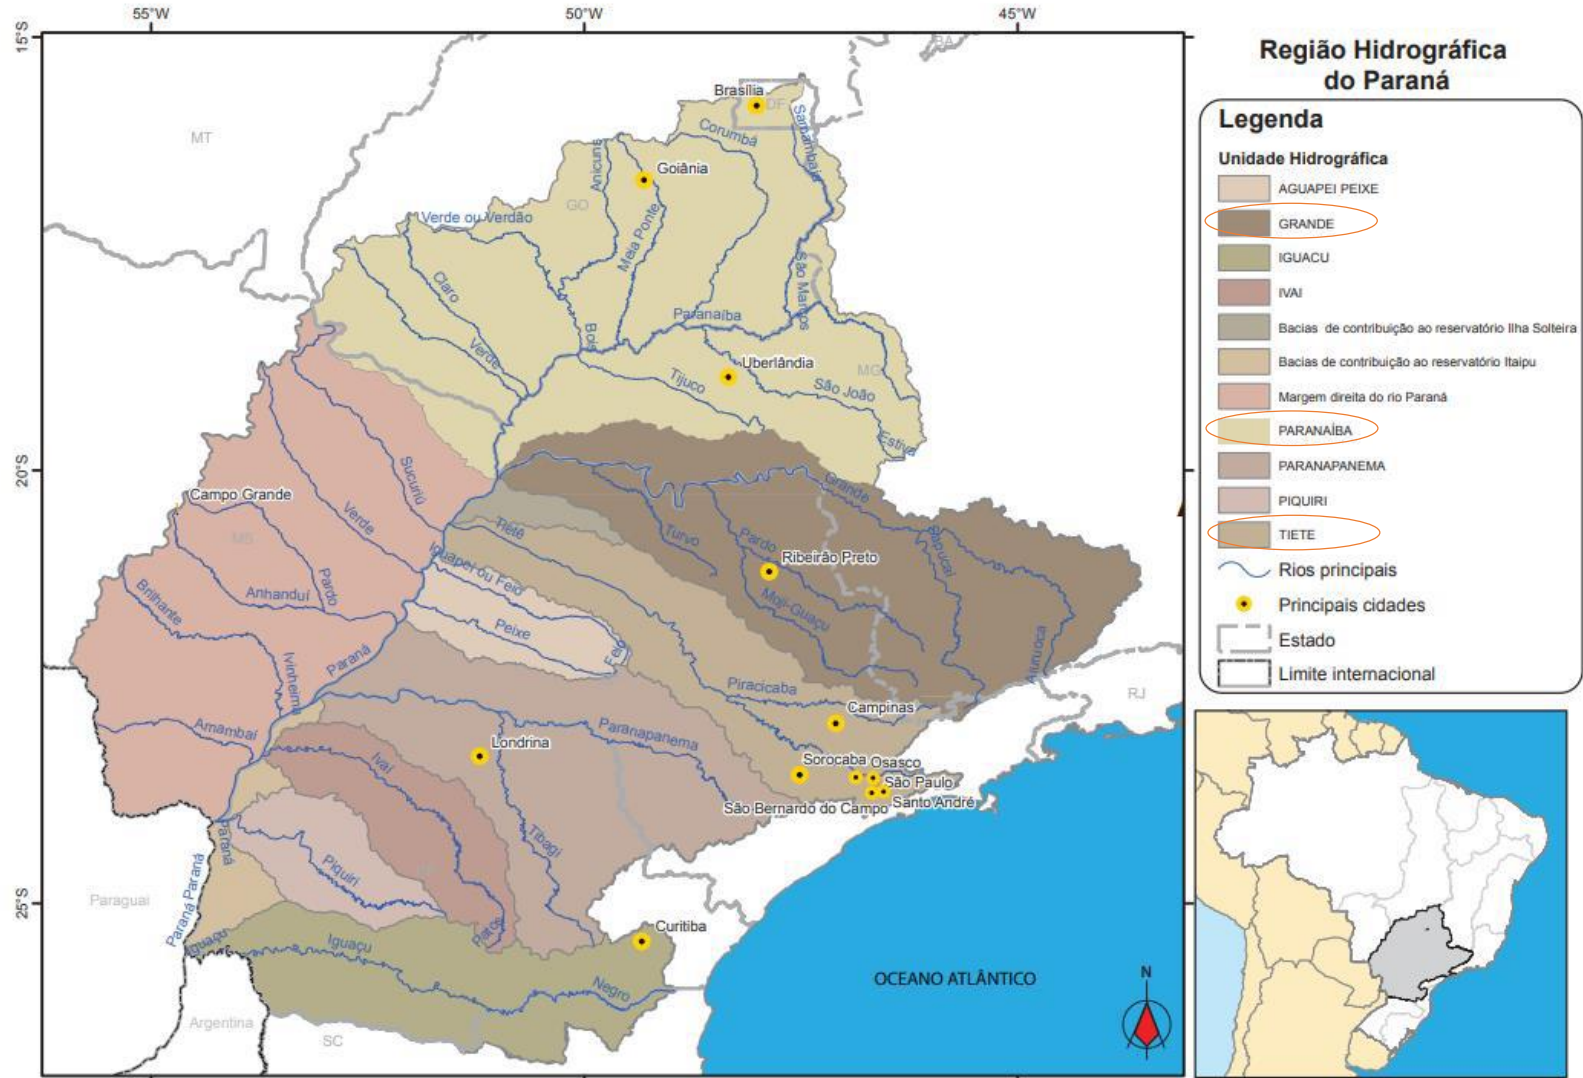 55°W
50°W
45°W
15°S
20°S
25°S
Região Hidrográfica
do Paraná
Legenda
Unidade Hidrográfica
AGUAPEI PEIXE
GRANDE
IGUACU
IVAI
Bacias de contribuição ao reservatório Ilha Solteira
Bacias de contribuição ao reservatório Itaipu
Margem direita do rio Paraná
PARANAÍBA
PARANAPANEMA
PIQUIRI
TIETE
Rios principais
Principais cidades
Estado
Limite internacional
BA
MT
Brasília
DF
Samambaia
Corumbá
Anicuns
Goiânia
GO
Verde ou Verdão
Meia Ponte
Claro
São Marcos
Paranaíba
Bois
Verde
Uberlândia
MG
Tijuco
São João
Estiva
Sucuriú
Campo Grande
MS
Verde
Grande
Tietê
Turvo
Pardo
Sapucaí
Ribeirão Preto
Iguapei ou Feio
Pardo
Anhanduí
Brilhante
Moji-Guaçu
Peixe
Feio
Aiuruoca
Ivinheima
Paraná
Piracicaba
RJ
Campinas
Amambaí
Paranapanema
Londrina
Ivaí
Sorocaba
Osasco
São Paulo
São Bernardo do Campo
Santo André
Paraná
Tibagi
Piquiri
Paraná
Paraná
Paraguai
Patos
Curitiba
Iguaçu
Iguaçu
Negro
Argentina
SC
OCEANO ATLÂNTICO
N